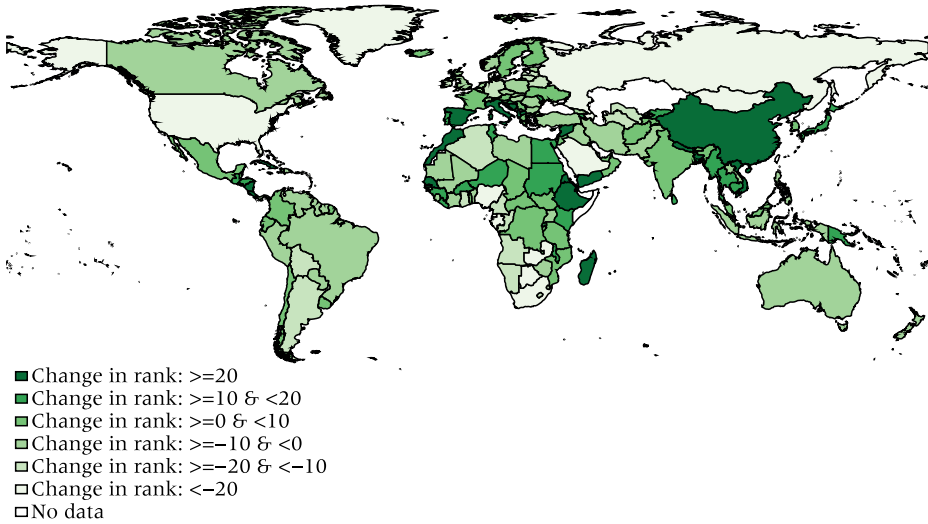 Change in rank: >=20
Change in rank: >=10 & <20
Change in rank: >=0 & <10
Change in rank: >=−10 & <0
Change in rank: >=−20 & <−10
Change in rank: <−20
No data